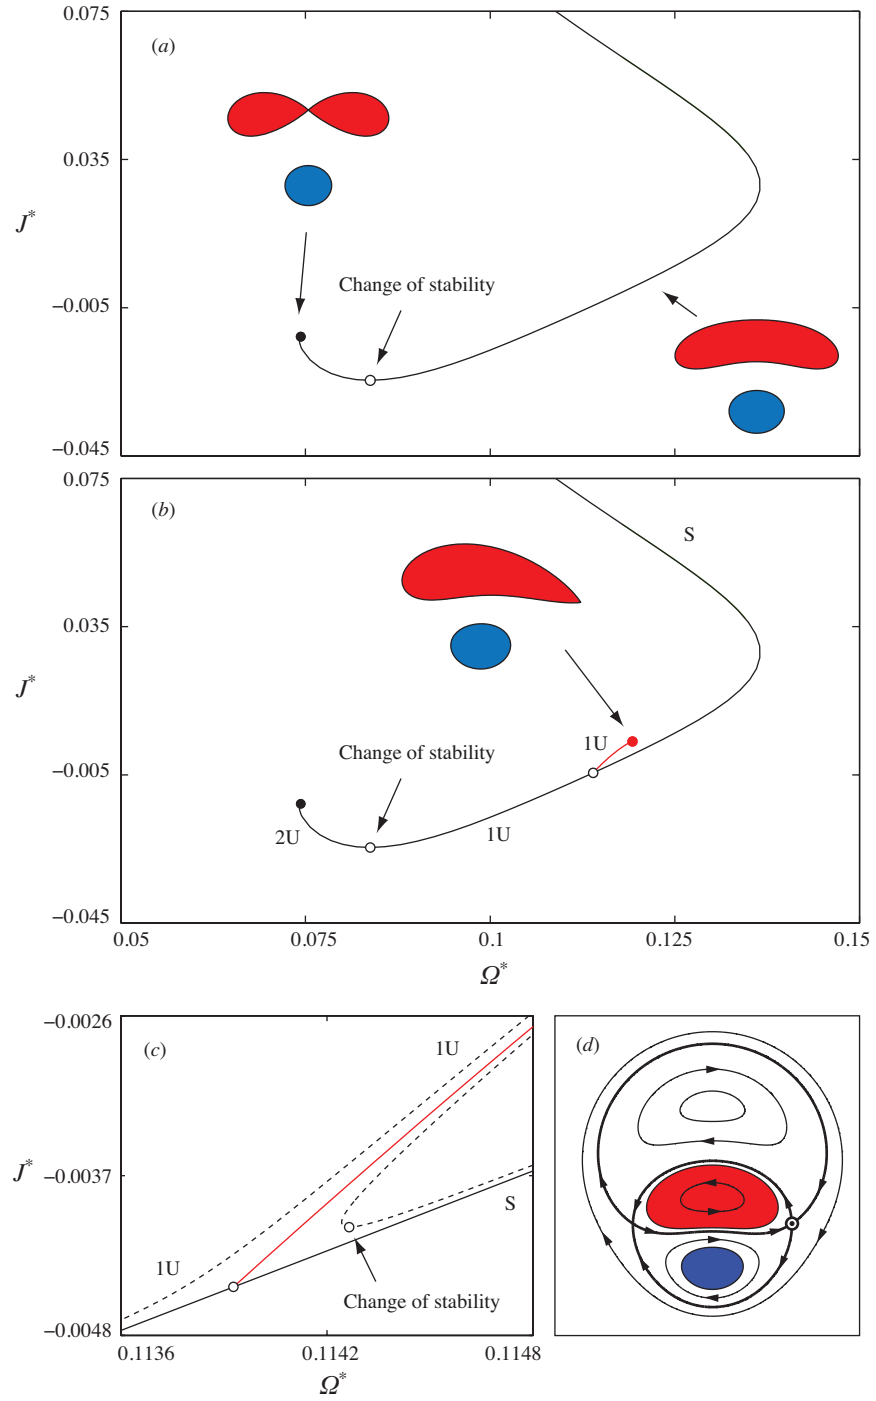 0.075
(a)
0.035
J*
Change of stability
−0.005
−0.045
0.075
(b)
S
0.035
J*
1U
Change of stability
−0.005
2U
1U
−0.045
0.05
0.075
0.1
0.125
0.15
Ω*
−0.0026
(c)
1U
(d)
−0.0037
J*
S
1U
Change of stability
−0.0048
0.1136
0.1142
0.1148
Ω*